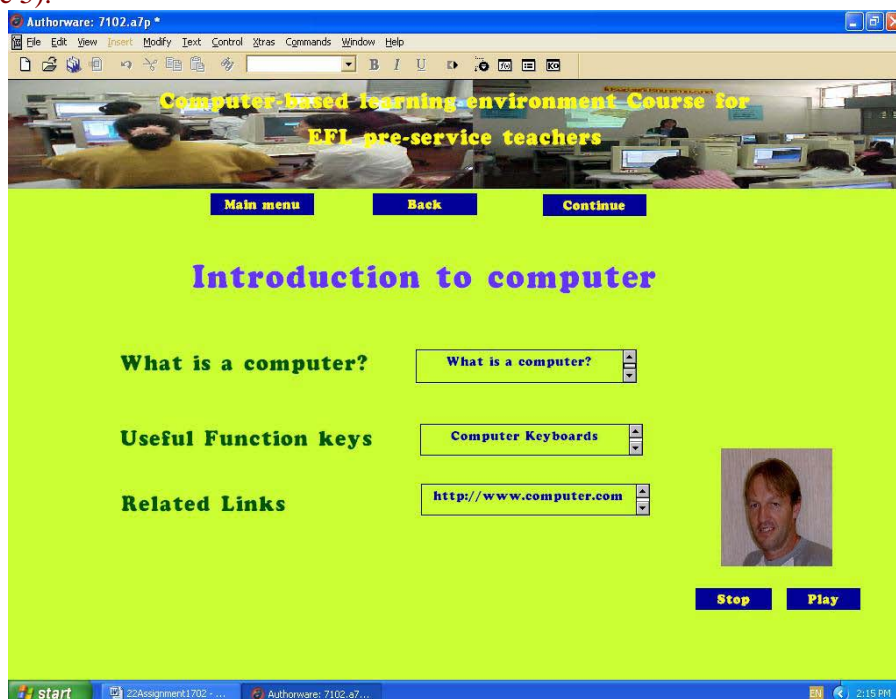 Authorware: 7102.a7p *
File Edit View Insert Modify Text Control Xtras Commands Window Help
B I U
Computer-based learning environment Course for
EFL pre-service teachers
Main menu Back Continue
Introduction to computer
What is a computer? What is a computer?
Useful Function keys Computer Keyboards
Related Links http://www.computer.com
Stop Play
start 22Assignment1702 - ... Authorware: 7102.a7... EN 2:15 PM